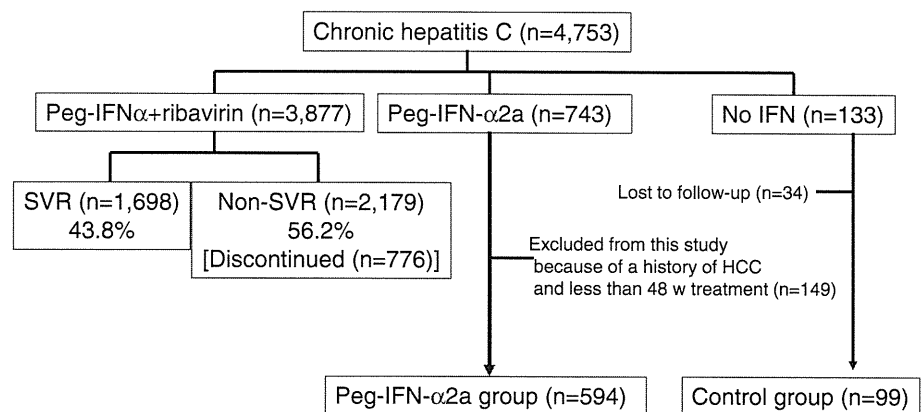 Chronic hepatitis C (n=4,753)
Peg-IFNα+ribavirin (n=3,877)
Peg-IFN-α2a (n=743)
No IFN (n=133)
SVR (n=1,698)
43.8%
Non-SVR (n=2,179)
56.2%
[Discontinued (n=776)]
Lost to follow-up (n=34)
Excluded from this study
because of a history of HCC
and less than 48 w treatment (n=149)
Peg-IFN-α2a group (n=594)
Control group (n=99)